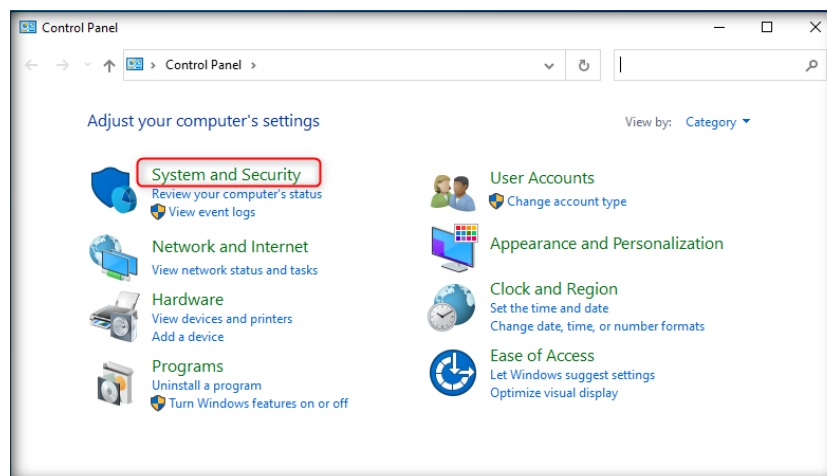 Control Panel
Control Panel
Adjust your computer's settings
View by: Category
System and Security
Review your computer's status
View event logs
Network and Internet
View network status and tasks
Hardware
View devices and printers
Add a device
Programs
Uninstall a program
Turn Windows features on or off
User Accounts
Change account type
Appearance and Personalization
Clock and Region
Set the time and date
Change date, time, or number formats
Ease of Access
Let Windows suggest settings
Optimize visual display